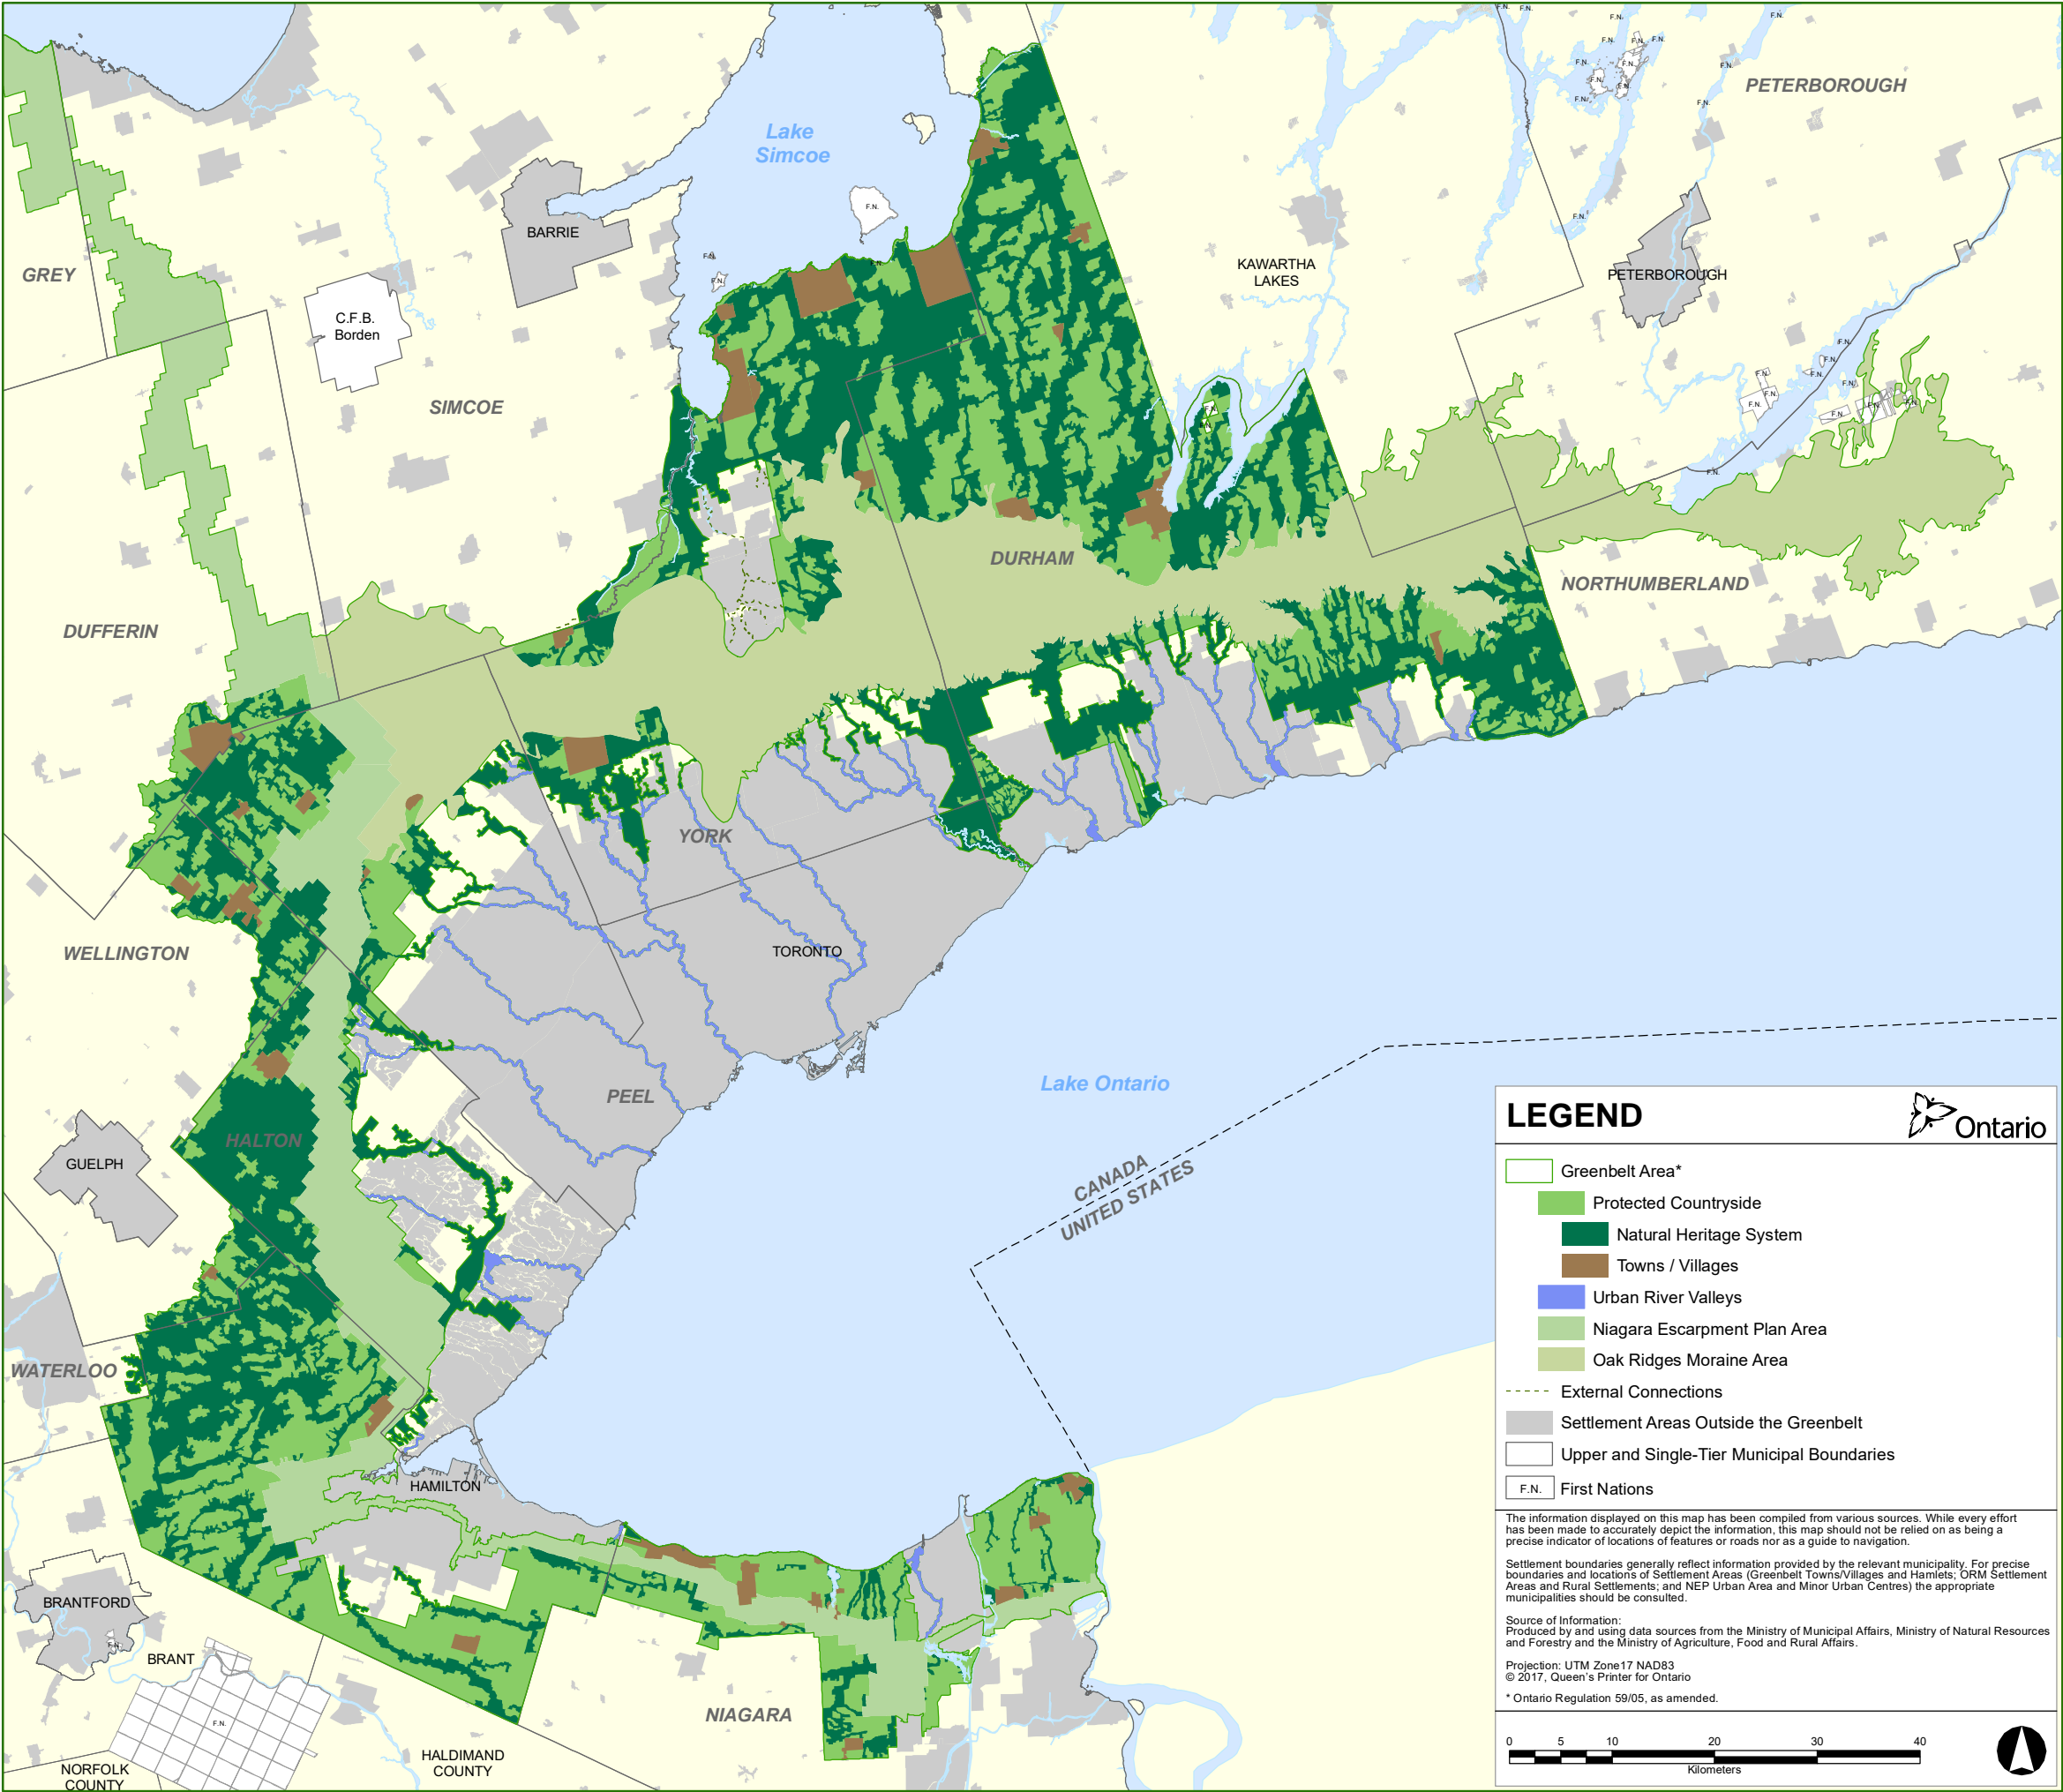 PETERBOROUGH
Lake
Simcoe
F.N.
BARRIE
GREY
KAWARTHA
LAKES
PETERBOROUGH
C.F.B.
Borden
SIMCOE
DURHAM
NORTHUMBERLAND
DUFFERIN
YORK
TORONTO
WELLINGTON
Lake Ontario
PEEL
HALTON
GUELPH
CANADA
UNITED STATES
WATERLOO
HAMILTON
BRANTFORD
F.N.
BRANT
F.N.
NIAGARA
HALDIMAND
COUNTY
NORFOLK
COUNTY
LEGEND
Ontario
Greenbelt Area*
Protected Countryside
Natural Heritage System
Towns / Villages
Urban River Valleys
Niagara Escarpment Plan Area
Oak Ridges Moraine Area
External Connections
Settlement Areas Outside the Greenbelt
Upper and Single-Tier Municipal Boundaries
F.N. First Nations
The information displayed on this map has been compiled from various sources. While every effort
has been made to accurately depict the information, this map should not be relied on as being a
precise indicator of locations of features or roads nor as a guide to navigation.
Settlement boundaries generally reflect information provided by the relevant municipality. For precise
boundaries and locations of Settlement Areas (Greenbelt Towns/Villages and Hamlets; ORM Settlement
Areas and Rural Settlements; and NEP Urban Area and Minor Urban Centres) the appropriate
municipalities should be consulted.
Source of Information:
Produced by and using data sources from the Ministry of Municipal Affairs, Ministry of Natural Resources
and Forestry and the Ministry of Agriculture, Food and Rural Affairs.
Projection: UTM Zone17 NAD83
© 2017, Queen's Printer for Ontario
* Ontario Regulation 59/05, as amended.
0 5 10 20 30 40
Kilometers